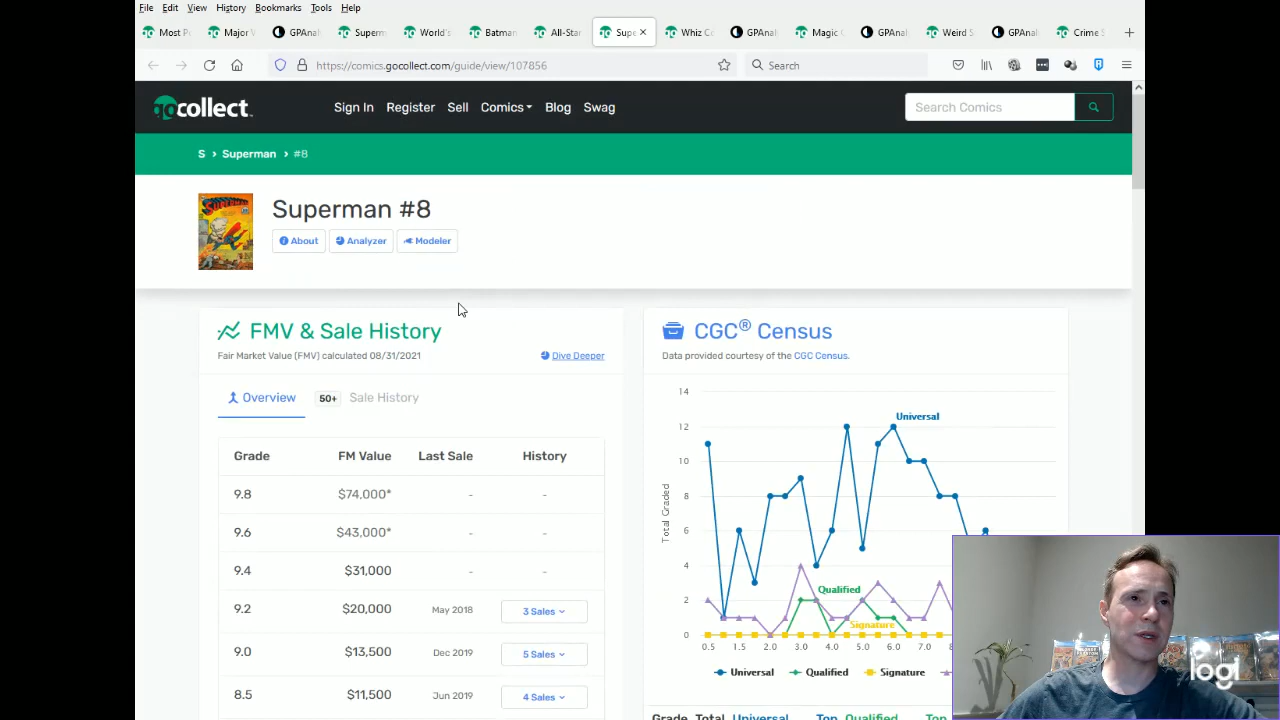 File Edit View History Bookmarks Tools Help
Most P Major GPAnal Superm World's Batman All-Star Supe Whiz Co GPAnal Magic GPAnal Weird S GPAnal Crime S
https://comics.gocollect.com/guide/view/107856
Search
gocollect
Sign In Register Sell Comics Blog Swag
Search Comics
S › Superman › #8
Superman #8
About Analyzer Modeler
FMV & Sale History
Fair Market Value (FMV) calculated 08/31/2021
Dive Deeper
Overview 50+ Sale History
Grade FM Value Last Sale History
9.8 $74,000* - -
9.6 $43,000* - -
9.4 $31,000 - -
9.2 $20,000 May 2018 3 Sales
9.0 $13,500 Dec 2019 5 Sales
8.5 $11,500 Jun 2019 4 Sales
CGC® Census
Data provided courtesy of the CGC Census.
14
12
10
8
6
4
2
0
Total Graded
Universal
Qualified
Signature
0.5 1.5 2.0 3.0 4.0 5.0 6.0 7.0
Universal Qualified Signature
Grade Total Universal Top Qualified Top
logi